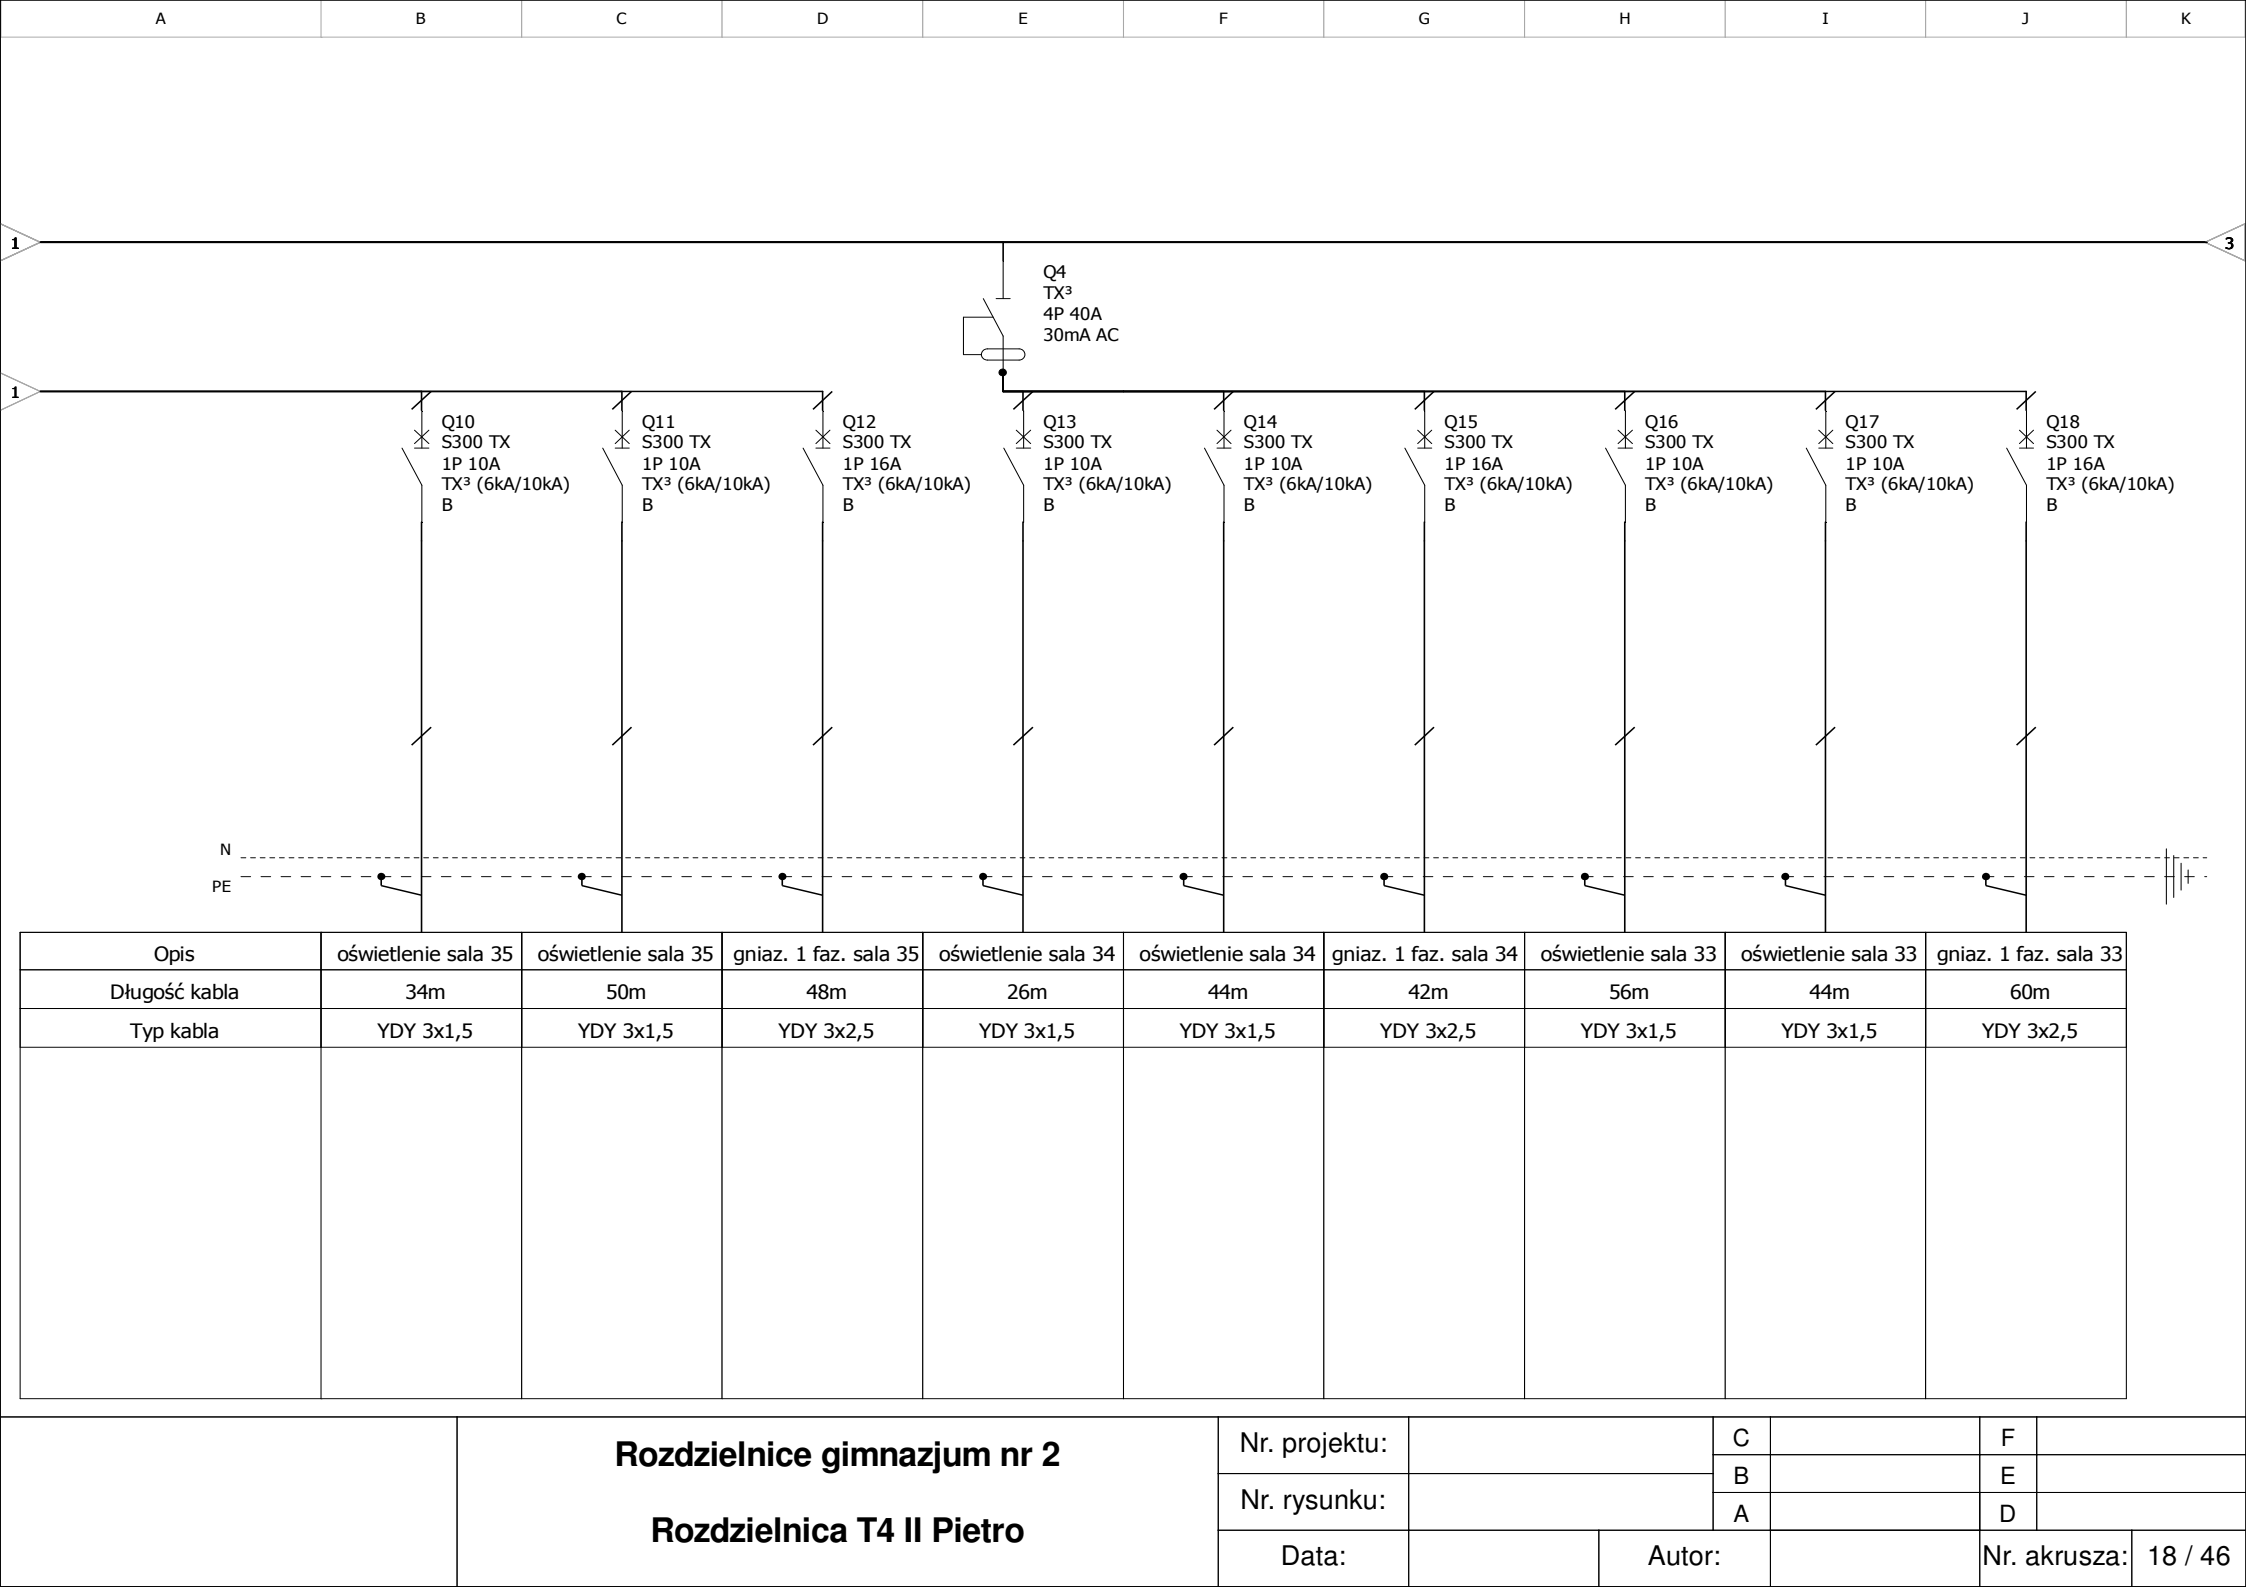 A B C D E F G H I J K
1 3
Q4
TX³
4P 40A
30mA AC
1
Q10 Q11 Q12 Q13 Q14 Q15 Q16 Q17 Q18
S300 TX S300 TX S300 TX S300 TX S300 TX S300 TX S300 TX S300 TX S300 TX
1P 10A 1P 10A 1P 16A 1P 10A 1P 10A 1P 16A 1P 10A 1P 10A 1P 16A
TX³ (6kA/10kA) TX³ (6kA/10kA) TX³ (6kA/10kA) TX³ (6kA/10kA) TX³ (6kA/10kA) TX³ (6kA/10kA) TX³ (6kA/10kA) TX³ (6kA/10kA) TX³ (6kA/10kA)
B B B B B B B B B
N
PE
Opis oświetlenie sala 35 oświetlenie sala 35 gniaz. 1 faz. sala 35 oświetlenie sala 34 oświetlenie sala 34 gniaz. 1 faz. sala 34 oświetlenie sala 33 oświetlenie sala 33 gniaz. 1 faz. sala 33
Długość kabla 34m 50m 48m 26m 44m 42m 56m 44m 60m
Typ kabla YDY 3x1,5 YDY 3x1,5 YDY 3x2,5 YDY 3x1,5 YDY 3x1,5 YDY 3x2,5 YDY 3x1,5 YDY 3x1,5 YDY 3x2,5
Rozdzielnice gimnazjum nr 2
Rozdzielnica T4 II Pietro
Nr. projektu: C F
B E
Nr. rysunku:
A D
Data: Autor: Nr. akrusza: 18 / 46